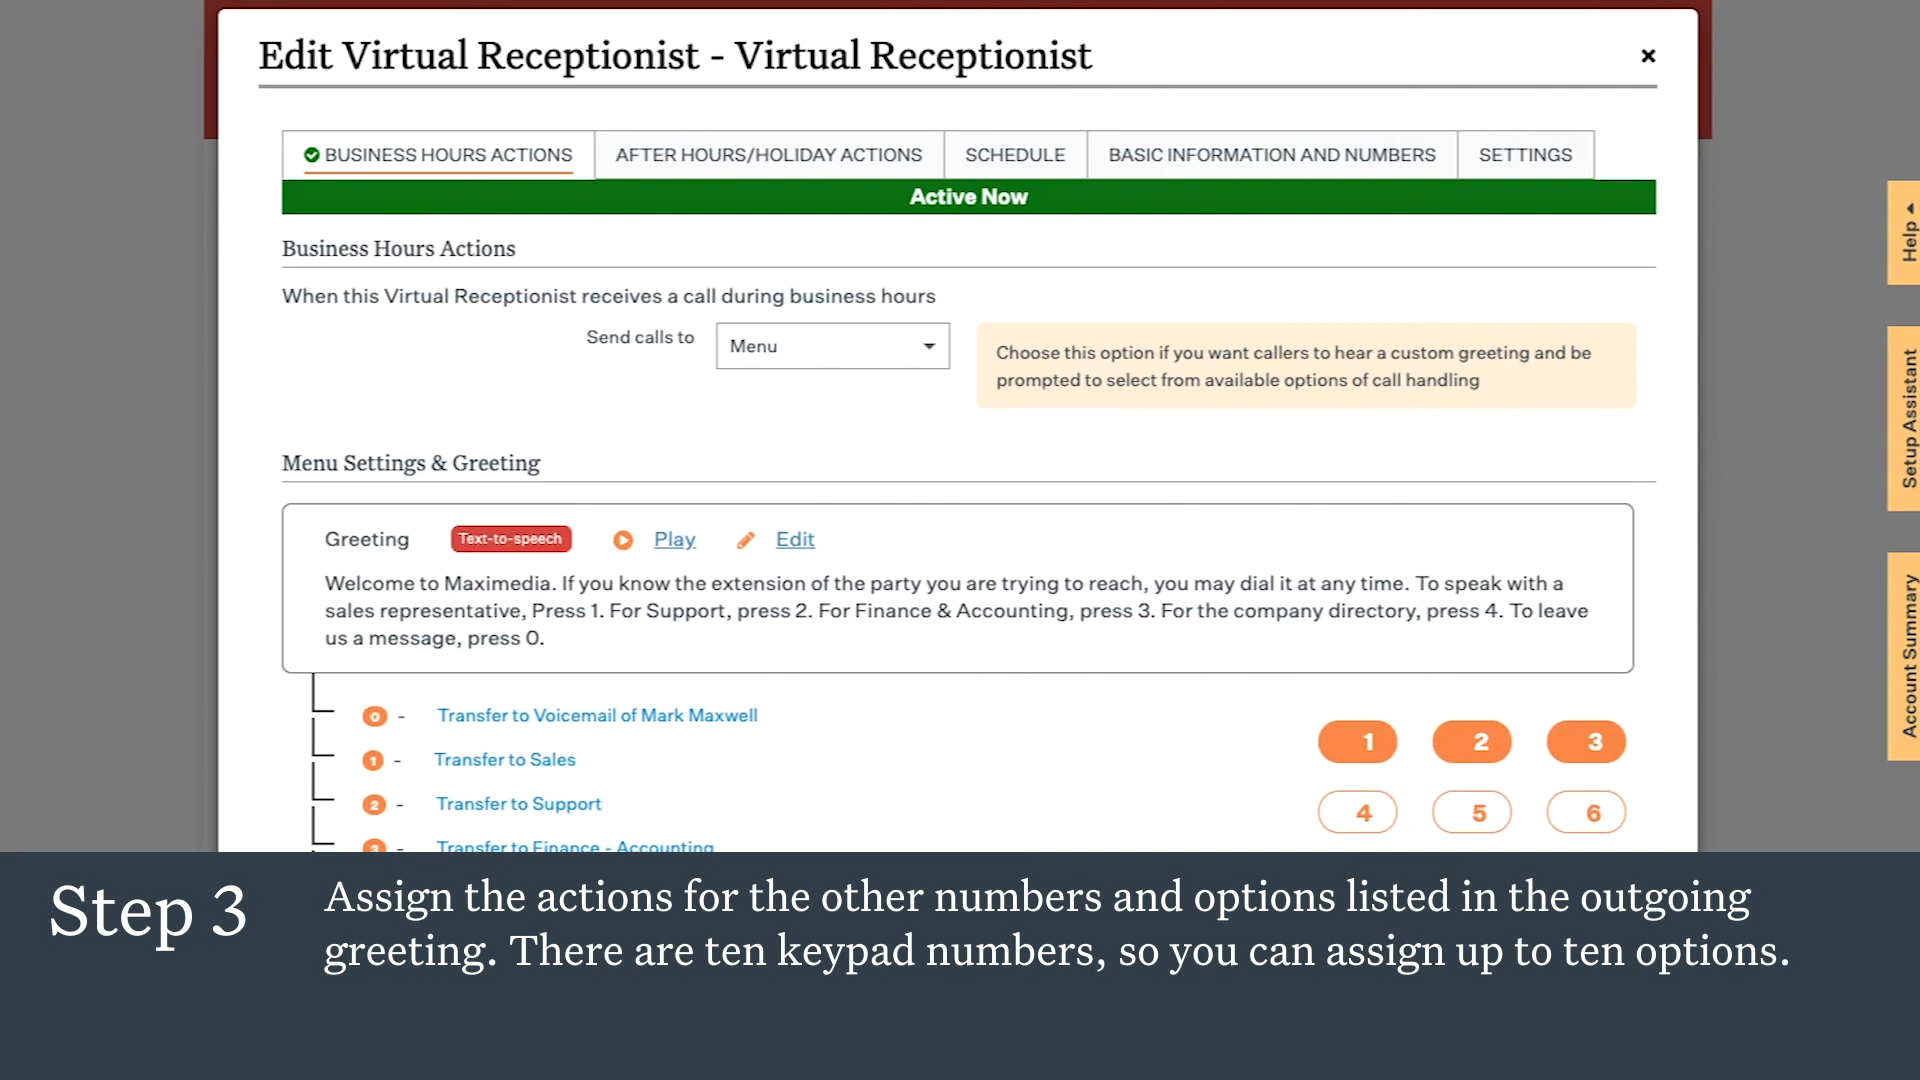 Edit Virtual Receptionist - Virtual Receptionist
BUSINESS HOURS ACTIONS
AFTER HOURS/HOLIDAY ACTIONS
SCHEDULE
BASIC INFORMATION AND NUMBERS
SETTINGS
Active Now
Business Hours Actions
When this Virtual Receptionist receives a call during business hours
Send calls to
Menu
Choose this option if you want callers to hear a custom greeting and be
prompted to select from available options of call handling
Menu Settings & Greeting
Greeting
Text-to-speech
Play
Edit
Welcome to Maximedia. If you know the extension of the party you are trying to reach, you may dial it at any time. To speak with a
sales representative, Press 1. For Support, press 2. For Finance & Accounting, press 3. For the company directory, press 4. To leave
us a message, press 0.
0 - Transfer to Voicemail of Mark Maxwell
1 - Transfer to Sales
2 - Transfer to Support
3 - Transfer to Finance - Accounting
1 2 3
4 5 6
Help
Setup Assistant
Account Summary
Step 3
Assign the actions for the other numbers and options listed in the outgoing
greeting. There are ten keypad numbers, so you can assign up to ten options.